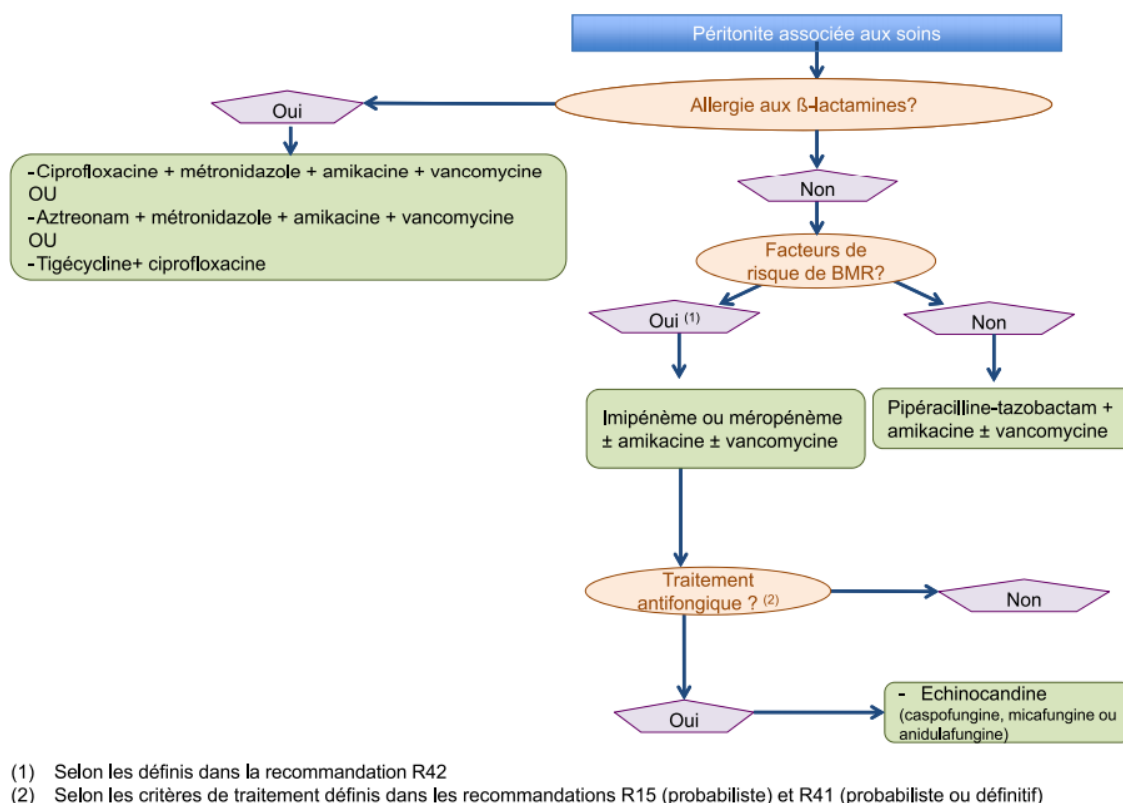 Péritonite associée aux soins
Allergie aux ß-lactamines?
Oui
-Ciprofloxacine + métronidazole + amikacine + vancomycine
OU
-Aztreonam + métronidazole + amikacine + vancomycine
OU
-Tigécycline+ ciprofloxacine
Non
Facteurs de
risque de BMR?
Oui (1)
Non
Imipénème ou méropénème
± amikacine ± vancomycine
Pipéracilline-tazobactam +
amikacine ± vancomycine
Traitement
antifongique ? (2)
Non
Oui
- Echinocandine
(caspofungine, micafungine ou
anidulafungine)
(1) Selon les définis dans la recommandation R42
(2) Selon les critères de traitement définis dans les recommandations R15 (probabiliste) et R41 (probabiliste ou définitif)